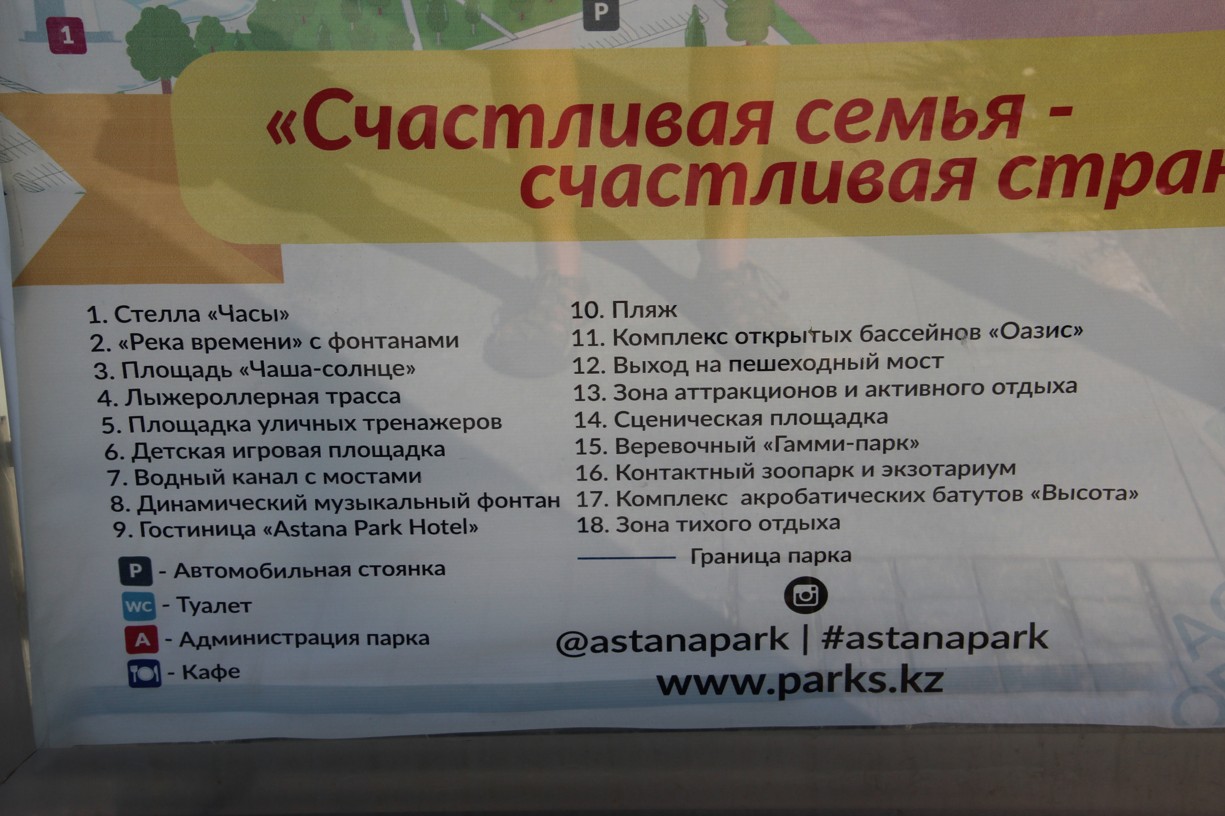 1
P
«Счастливая семья -
счастливая стран
1. Стелла «Часы»
2. «Река времени» с фонтанами
3. Площадь «Чаша-солнце»
4. Лыжероллерная трасса
5. Площадка уличных тренажеров
6. Детская игровая площадка
7. Водный канал с мостами
8. Динамический музыкальный фонтан
9. Гостиница «Astana Park Hotel»
P - Автомобильная стоянка
WC - Туалет
A - Администрация парка
- Кафе
10. Пляж
11. Комплекс открытых бассейнов «Оазис»
12. Выход на пешеходный мост
13. Зона аттракционов и активного отдыха
14. Сценическая площадка
15. Веревочный «Гамми-парк»
16. Контактный зоопарк и экзотариум
17. Комплекс акробатических батутов «Высота»
18. Зона тихого отдыха
Граница парка
@astanapark | #astanapark
www.parks.kz